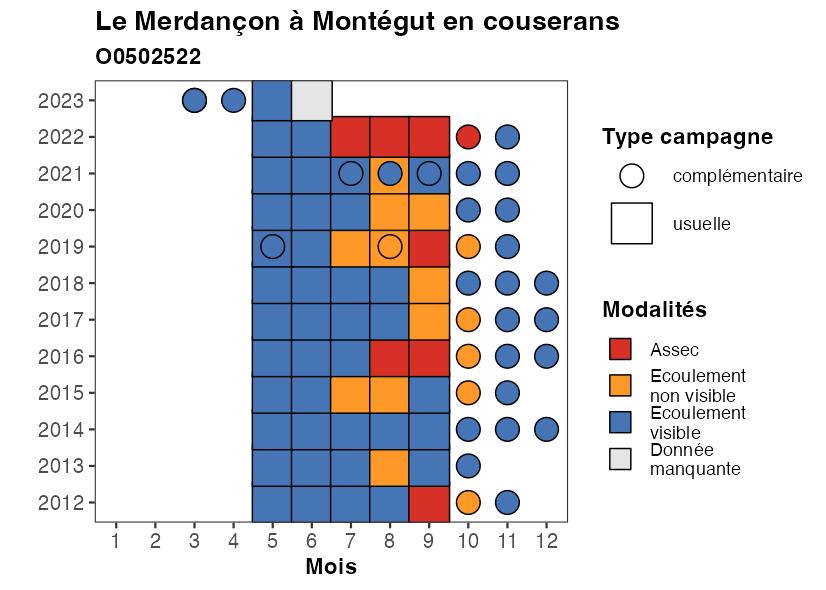 Le Merdançon à Montégut en couserans
O0502522
2023
2022
2021
2020
2019
2018
2017
2016
2015
2014
2013
2012
1 2 3 4 5 6 7 8 9 10 11 12
Mois
Type campagne
complémentaire
usuelle
Modalités
Assec
Ecoulement
non visible
Ecoulement
visible
Donnée
manquante